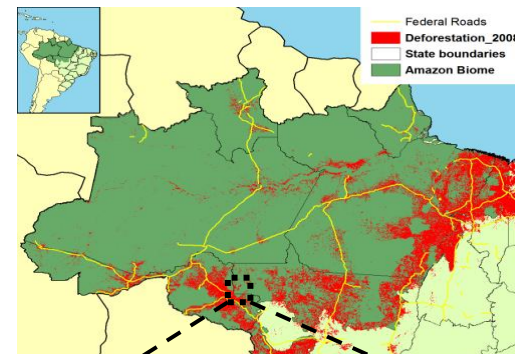 Federal Roads
Deforestation_2008
State boundaries
Amazon Biome